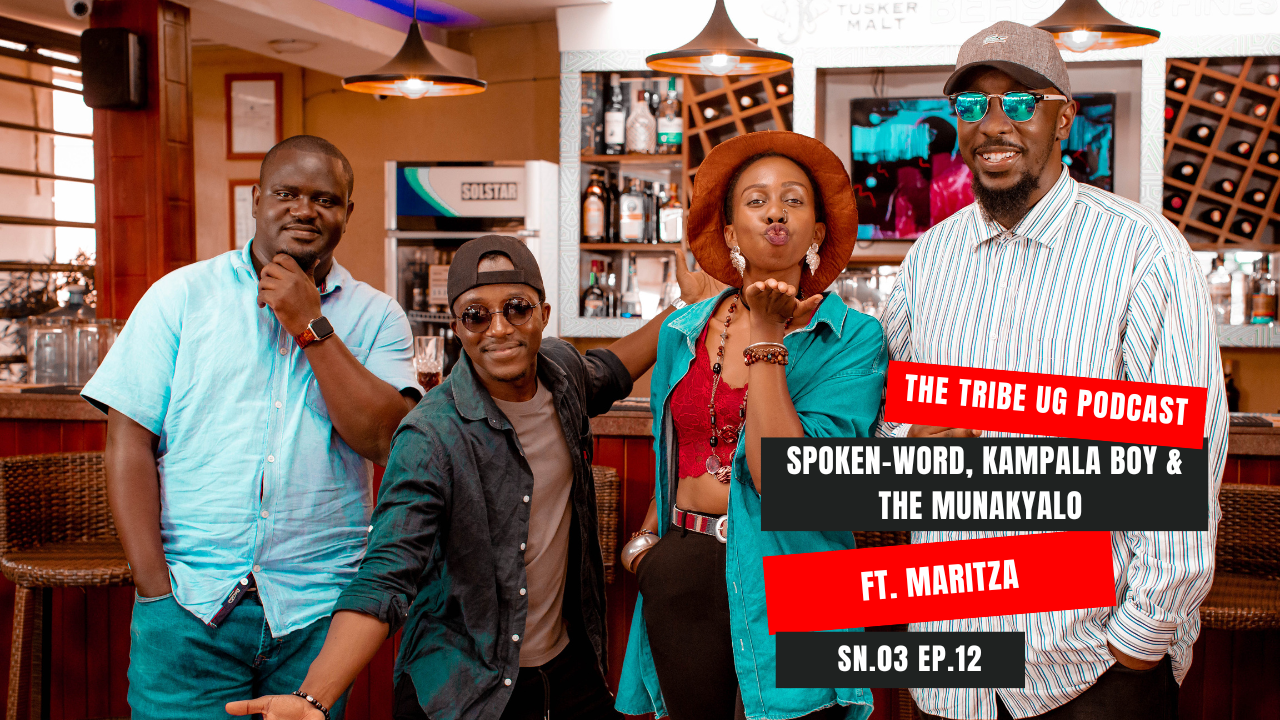 TUSKER
MALT
SOLSTAR
THE TRIBE UG PODCAST
SPOKEN-WORD, KAMPALA BOY &
THE MUNAKYALO
FT. MARITZA
SN.03 EP.12